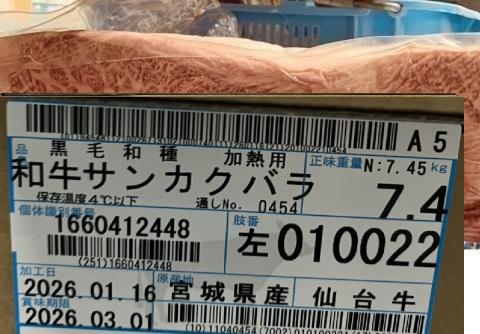 A5
品名 黒毛和種 加熱用
正味重量 N:7.45kg
和牛サンカクバラ
7.4
保存温度4℃以下 通しNo. 0454
個体識別番号
枝番
1660412448
左010022
(251)1660412448
加工日
原産地
2026.01.16 宮城県産 仙台牛
賞味期限
2026.03.01